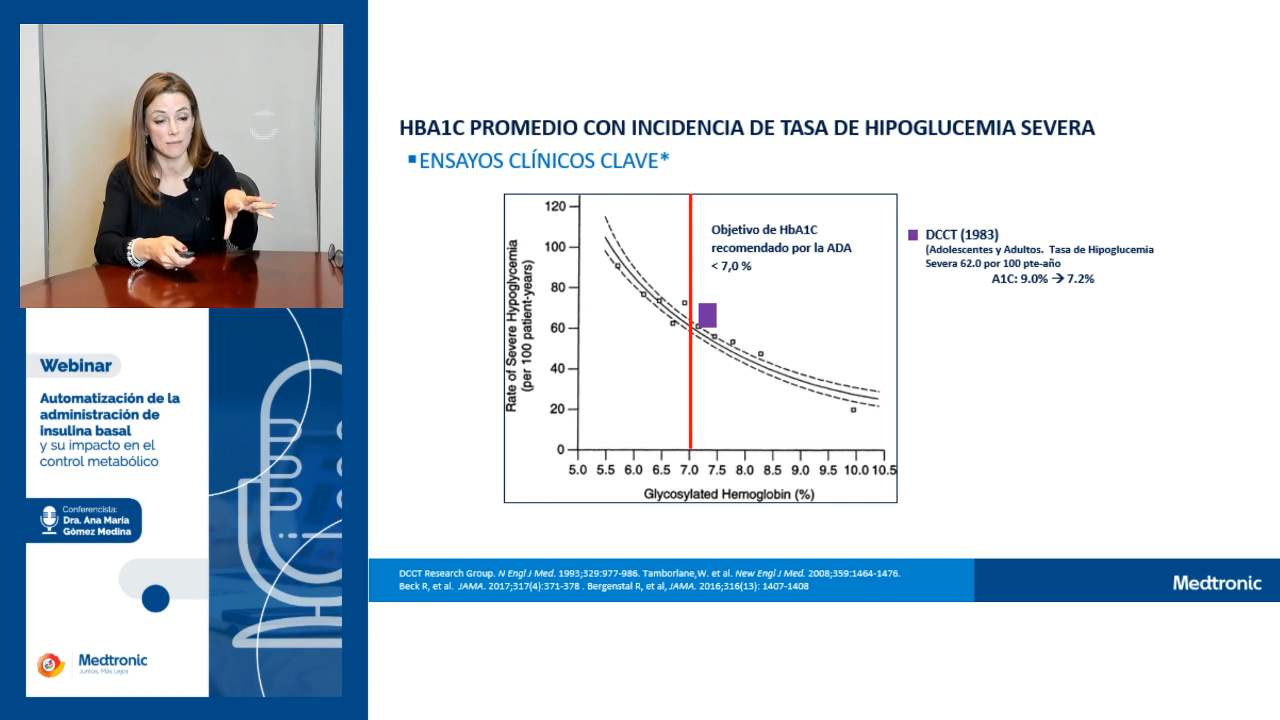 HBA1C PROMEDIO CON INCIDENCIA DE TASA DE HIPOGLUCEMIA SEVERA
ENSAYOS CLÍNICOS CLAVE*
Rate of Severe Hypoglycemia
(per 100 patient-years)
120
100
80
60
40
20
0
5.0 5.5 6.0 6.5 7.0 7.5 8.0 8.5 9.0 9.5 10.0 10.5
Glycosylated Hemoglobin (%)
Objetivo de HbA1C
recomendado por la ADA
< 7,0 %
DCCT (1983)
(Adolescentes y Adultos. Tasa de Hipoglucemia
Severa 62.0 por 100 pte-año
A1C: 9.0% → 7.2%
Webinar
Automatización de la
administración de
insulina basal
y su impacto en el
control metabólico
Conferencista:
Dra. Ana María
Gómez Medina
Medtronic
Juntos, Más Lejos
DCCT Research Group. N Engl J Med. 1993;329:977-986. Tamborlane,W. et al. New Engl J Med. 2008;359:1464-1476.
Beck R, et al. JAMA. 2017;317(4):371-378 . Bergenstal R, et al, JAMA. 2016;316(13): 1407-1408
Medtronic